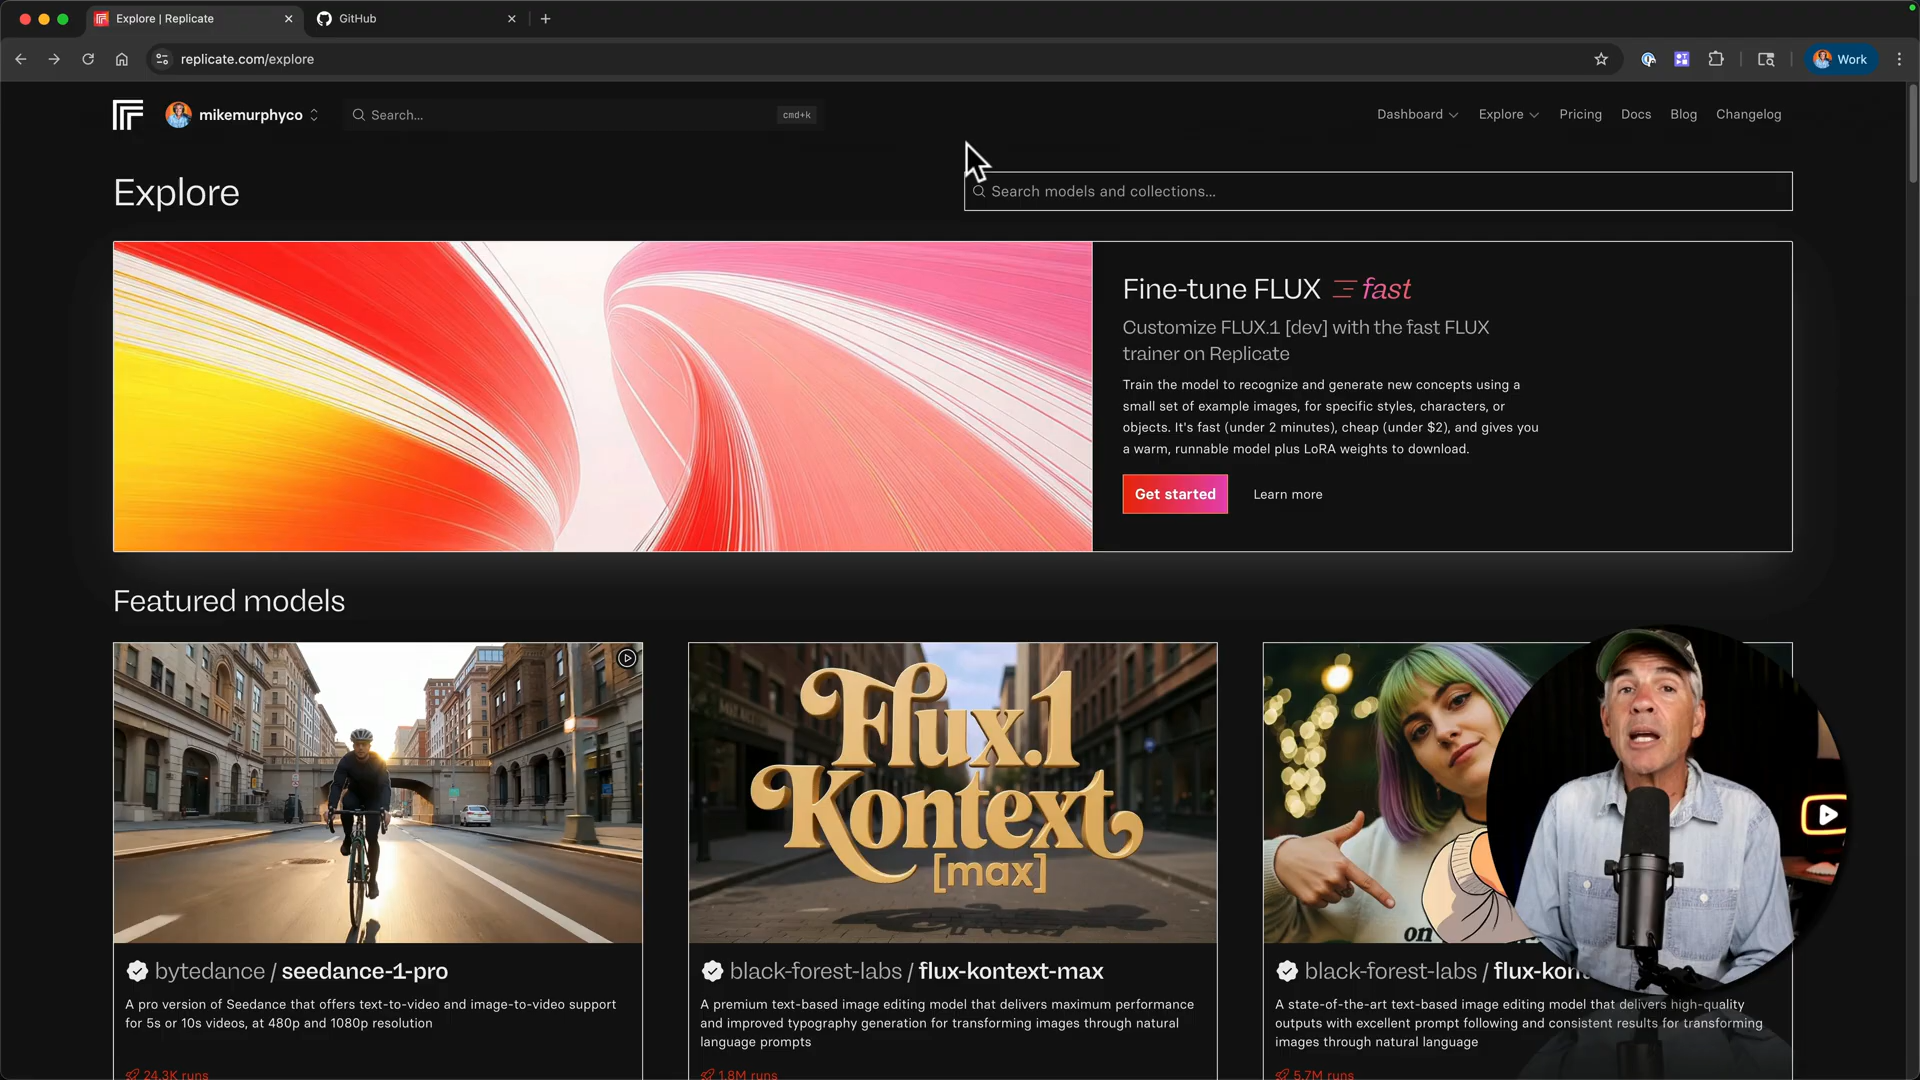 Explore | Replicate
GitHub
replicate.com/explore
Work
mikemurphyco
Search...
cmd+k
Dashboard
Explore
Pricing
Docs
Blog
Changelog
Explore
Search models and collections...
Fine-tune FLUX fast
Customize FLUX.1 [dev] with the fast FLUX
trainer on Replicate
Train the model to recognize and generate new concepts using a
small set of example images, for specific styles, characters, or
objects. It's fast (under 2 minutes), cheap (under $2), and gives you
a warm, runnable model plus LoRA weights to download.
Get started
Learn more
Featured models
Flux.1
Kontext
[max]
on
bytedance / seedance-1-pro
A pro version of Seedance that offers text-to-video and image-to-video support
for 5s or 10s videos, at 480p and 1080p resolution
24.3K runs
black-forest-labs / flux-kontext-max
A premium text-based image editing model that delivers maximum performance
and improved typography generation for transforming images through natural
language prompts
1.8M runs
black-forest-labs / flux-kon
A state-of-the-art text-based image editing model that delivers high-quality
outputs with excellent prompt following and consistent results for transforming
images through natural language
5.7M runs